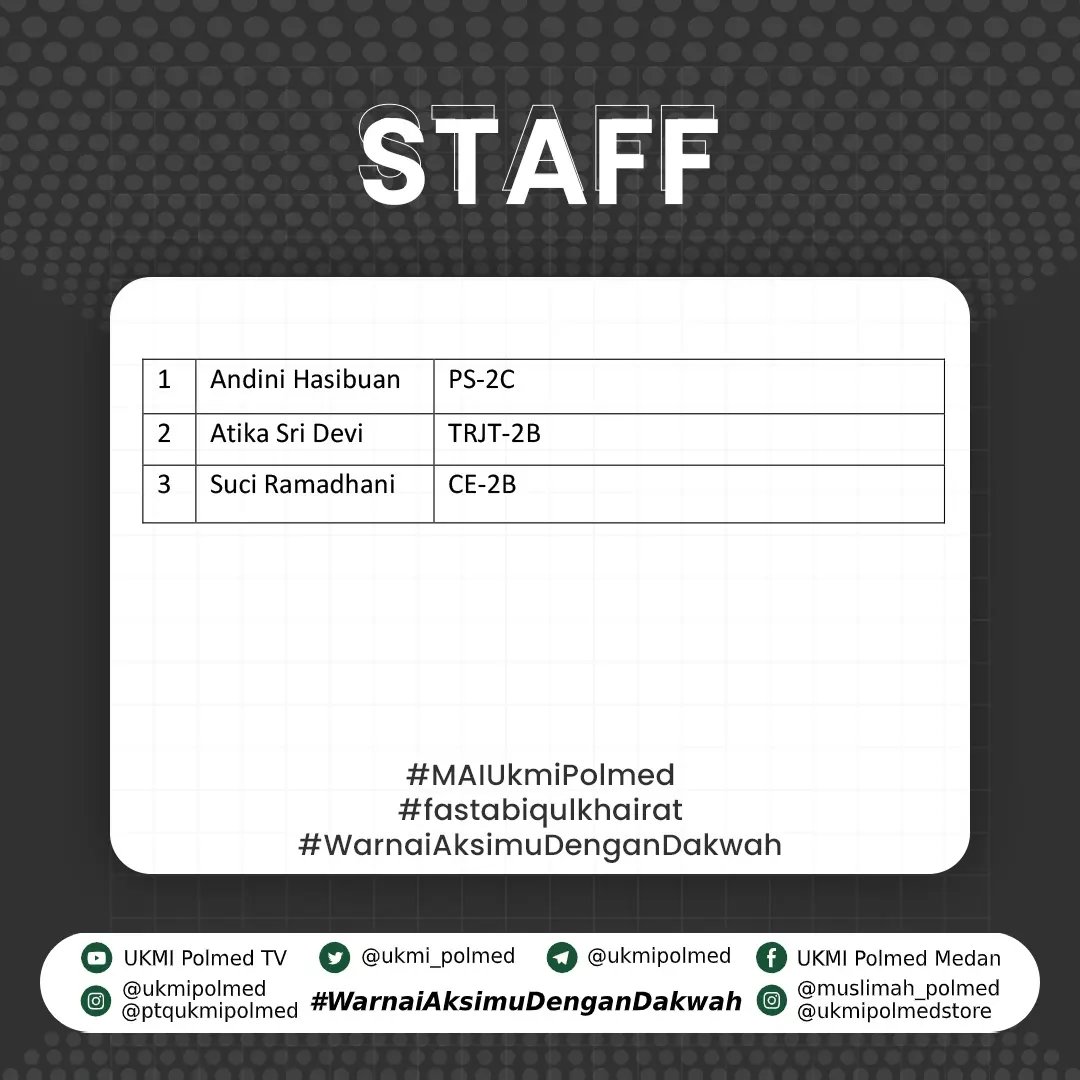 STAFF
1 Andini Hasibuan PS-2C
2 Atika Sri Devi TRJT-2B
3 Suci Ramadhani CE-2B
#MAIUkmiPolmed
#fastabiqulkhairat
#WarnaiAksimuDenganDakwah
UKMI Polmed TV @ukmi_polmed @ukmipolmed UKMI Polmed Medan
@ukmipolmed
@ptqukmipolmed
#WarnaiAksimuDenganDakwah
@muslimah_polmed
@ukmipolmedstore